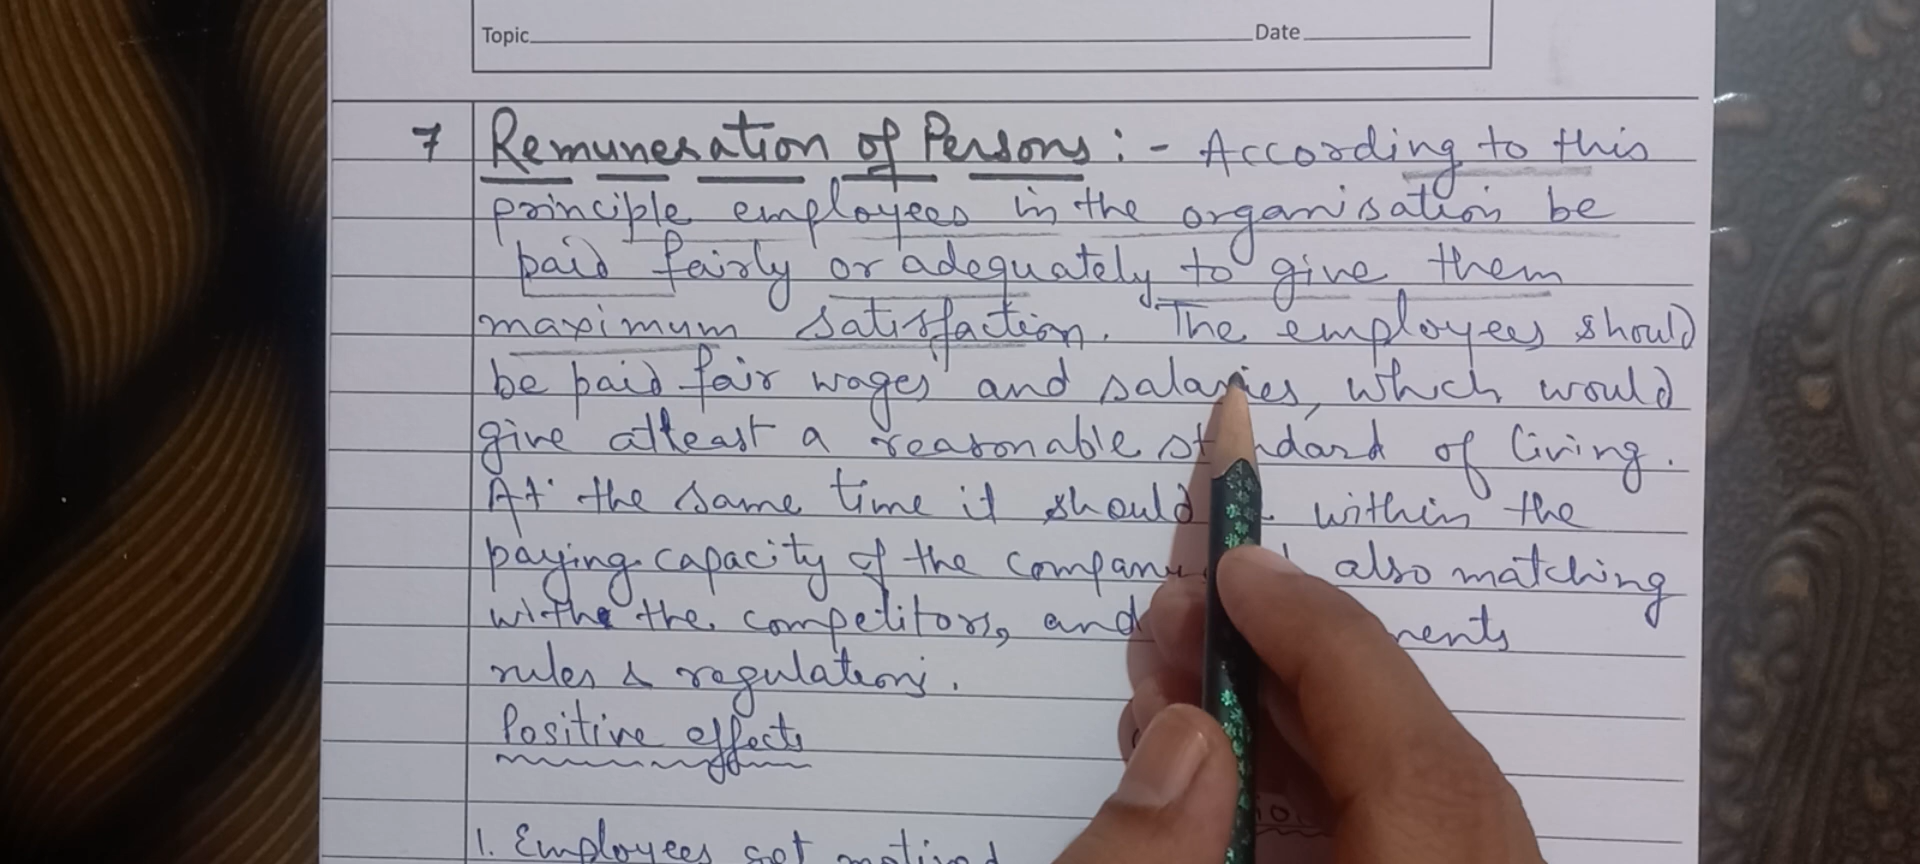 Topic Date
7 Remuneration of Persons :- According to this
principle employees in the organisation be
paid fairly or adequately to give them
maximum satisfaction. The employees should
be paid fair wages and salaries, which would
give atleast a reasonable standard of living.
At the same time it should within the
paying capacity of the company also matching
withe the competitors, and
rules & regulations.
Positive effects
1. Employees get